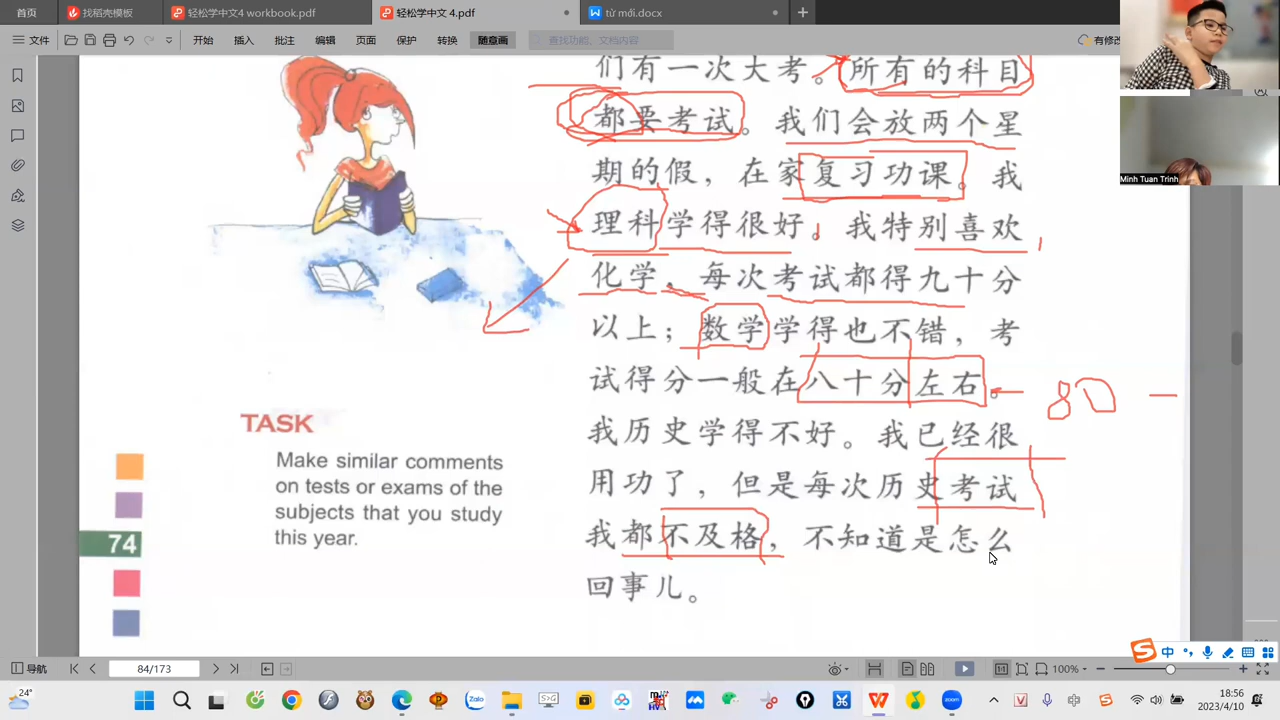 首页
找稻壳模板
轻松学中文4 workbook.pdf
轻松学中文 4.pdf
từ mới.docx
文件
开始
插入
批注
编辑
页面
保护
转换
随意画
查找功能、文档内容
有修改
们有一次大考。所有的科目
都要考试。我们会放两个星
期的假，在家复习功课。我
理科学得很好。我特别喜欢
化学，每次考试都得九十分
以上；数学学得也不错，考
试得分一般在八十分左右。
80
我历史学得不好。我已经很
用功了，但是每次历史考试
我都不及格，不知道是怎么
回事儿。
TASK
Make similar comments
on tests or exams of the
subjects that you study
this year.
74
Minh Tuan Trinh
中
导航
84/173
100%
24°
Zalo
zoom
18:56
2023/4/10